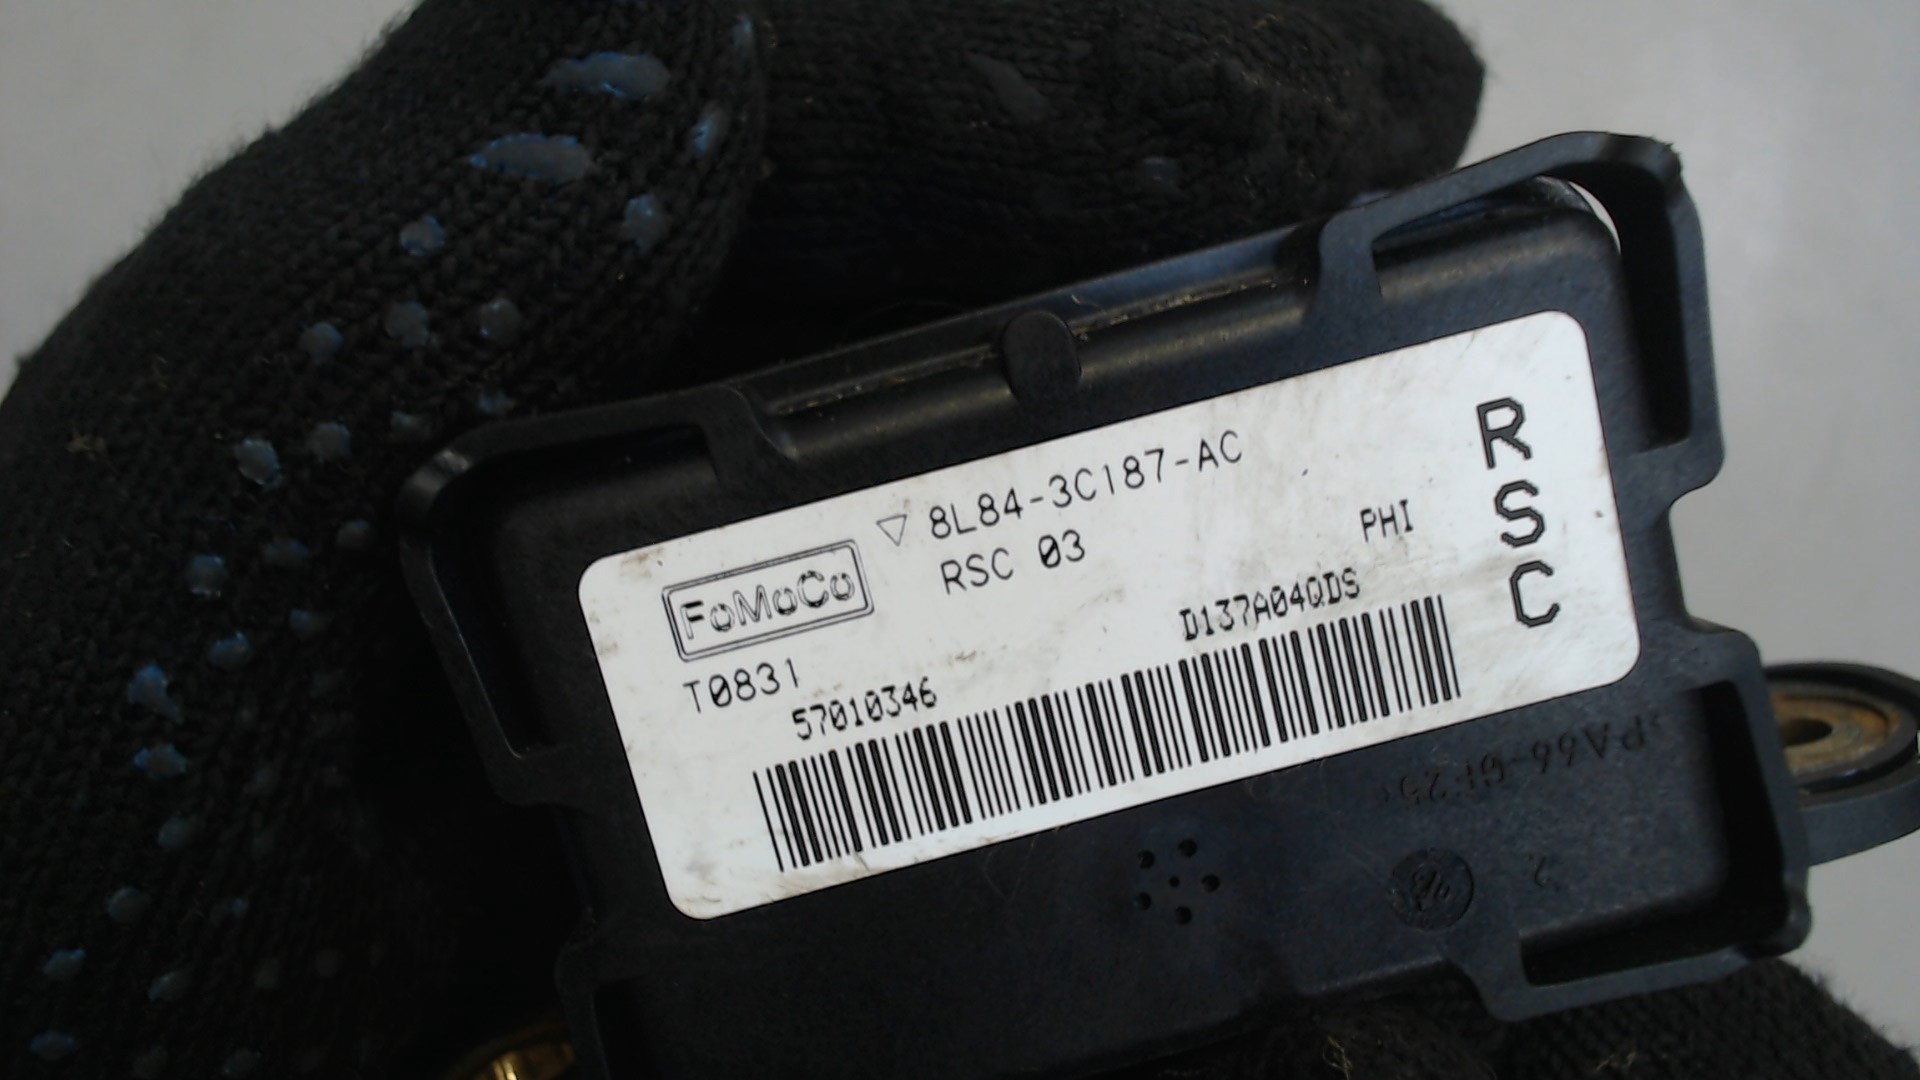 8L84-3C187-AC
RSC 03
PHI
RSC
FoMoCo
T0831
57010346
D137A04QDS